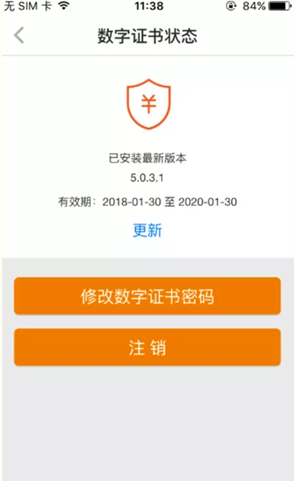 无 SIM 卡 11:38 84%
数字证书状态
¥
已安装最新版本
5.0.3.1
有效期：2018-01-30 至 2020-01-30
更新
修改数字证书密码
注 销